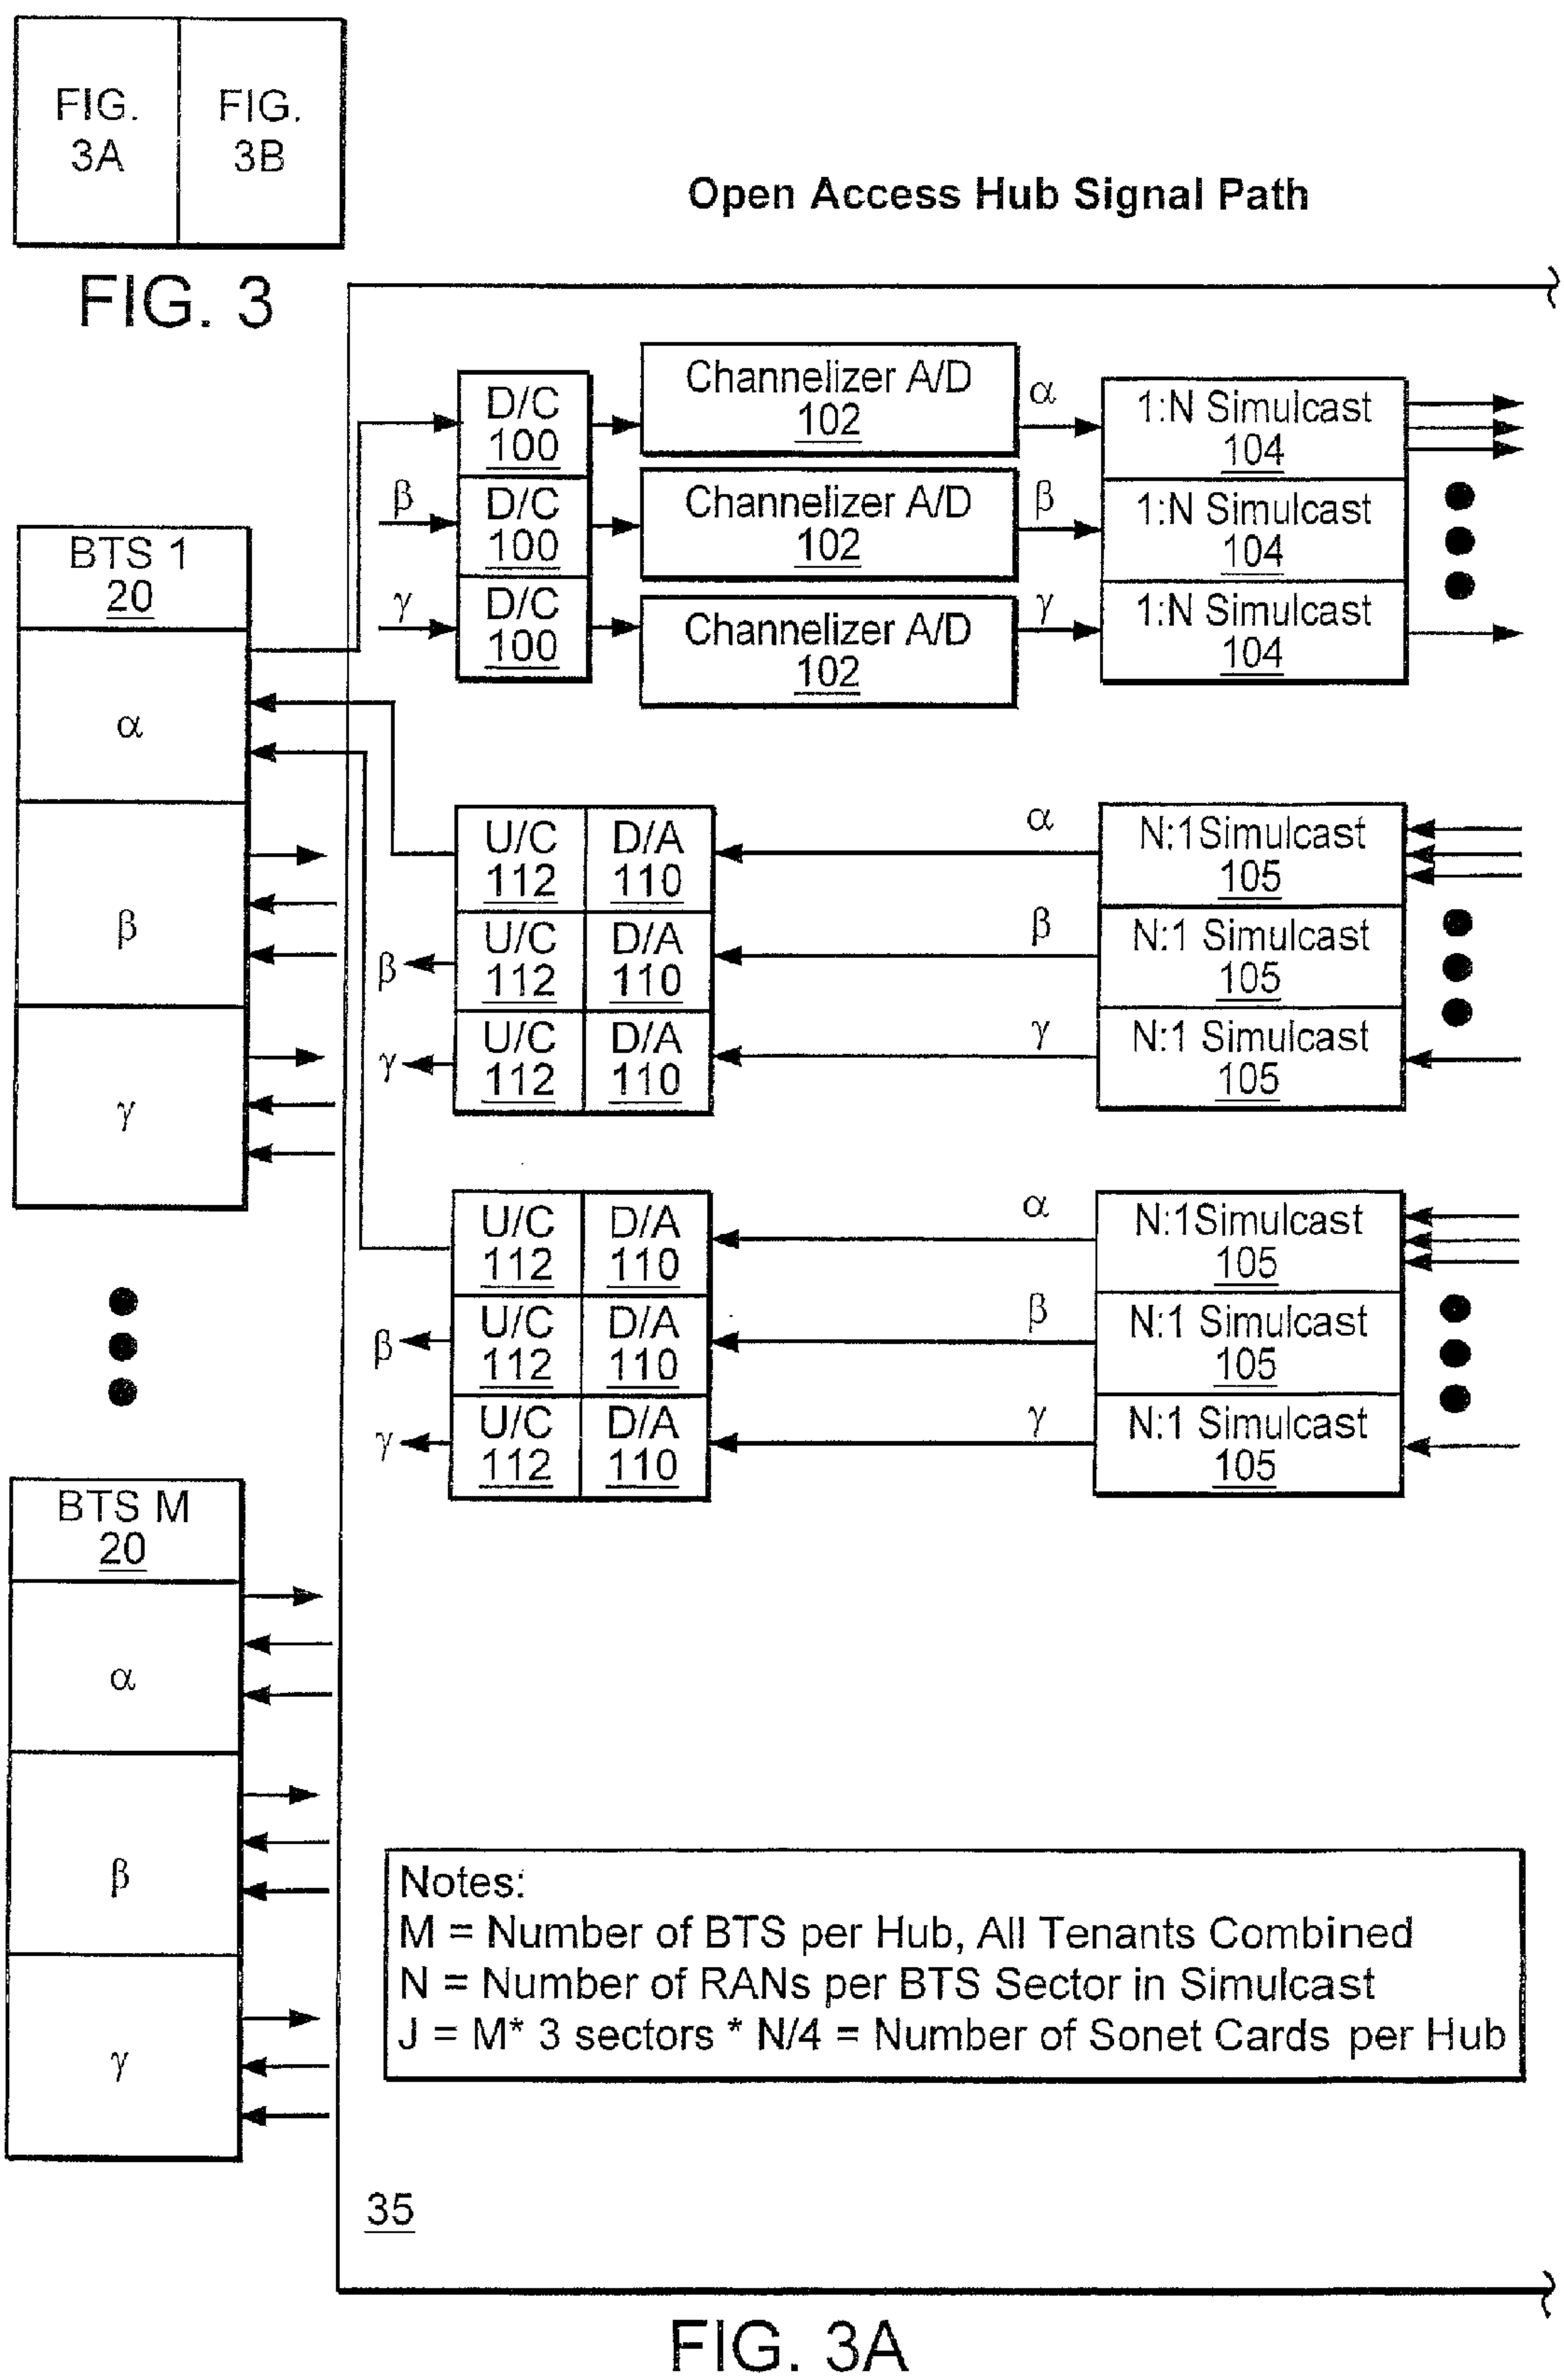 FIG. 3A
FIG. 3B
FIG. 3
Open Access Hub Signal Path
D/C
100
Channelizer A/D
102
α
1:N Simulcast
104
β
D/C
100
Channelizer A/D
102
β
1:N Simulcast
104
γ
D/C
100
Channelizer A/D
102
γ
1:N Simulcast
104
BTS 1
20
α
β
γ
U/C
112
D/A
110
α
N:1Simulcast
105
β
U/C
112
D/A
110
β
N:1 Simulcast
105
γ
U/C
112
D/A
110
γ
N:1 Simulcast
105
U/C
112
D/A
110
α
N:1Simulcast
105
β
U/C
112
D/A
110
β
N:1 Simulcast
105
γ
U/C
112
D/A
110
γ
N:1 Simulcast
105
BTS M
20
α
β
γ
Notes:
M = Number of BTS per Hub, All Tenants Combined
N = Number of RANs per BTS Sector in Simulcast
J = M* 3 sectors * N/4 = Number of Sonet Cards per Hub
35
FIG. 3A